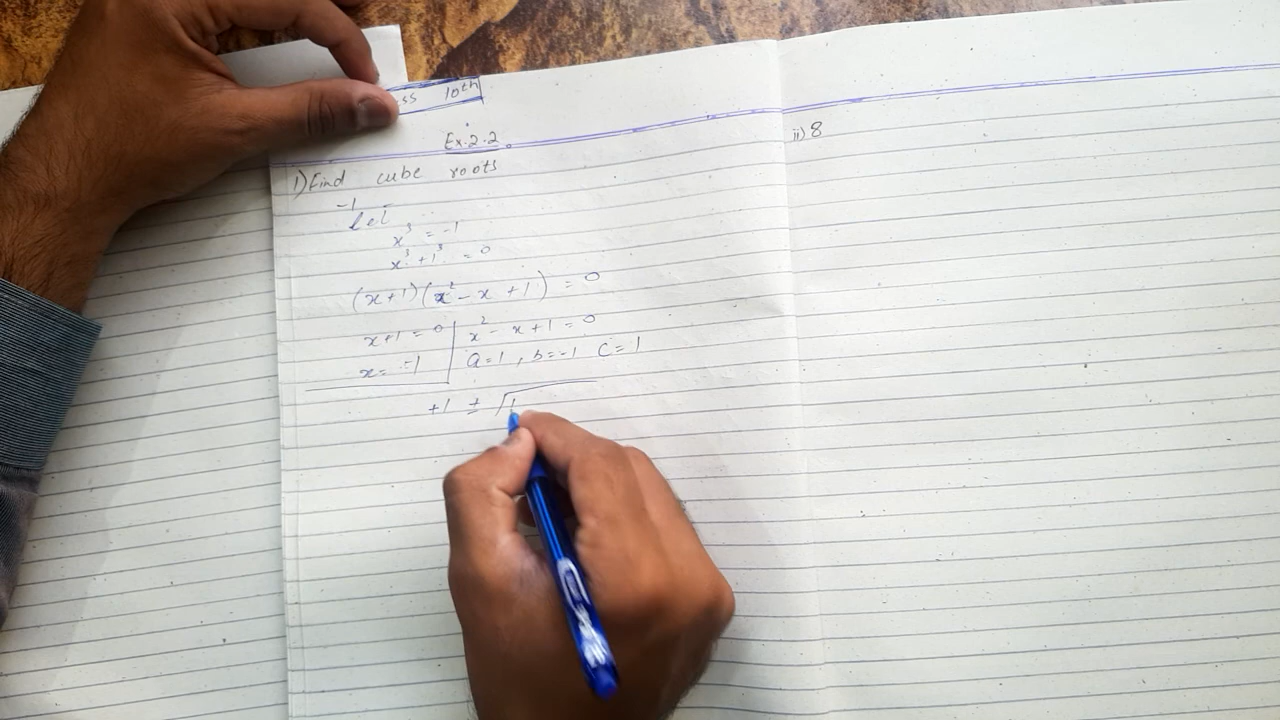 ss 10th
Ex.2.2.
1) Find cube roots
-1
let
x³ = -1
x³ + 1³ = 0
(x+1)(x² - x + 1) = 0
x+1 = 0 | x² - x + 1 = 0
x = -1 | a=1, b=-1 c=1
+1 ± √1
ii) 8